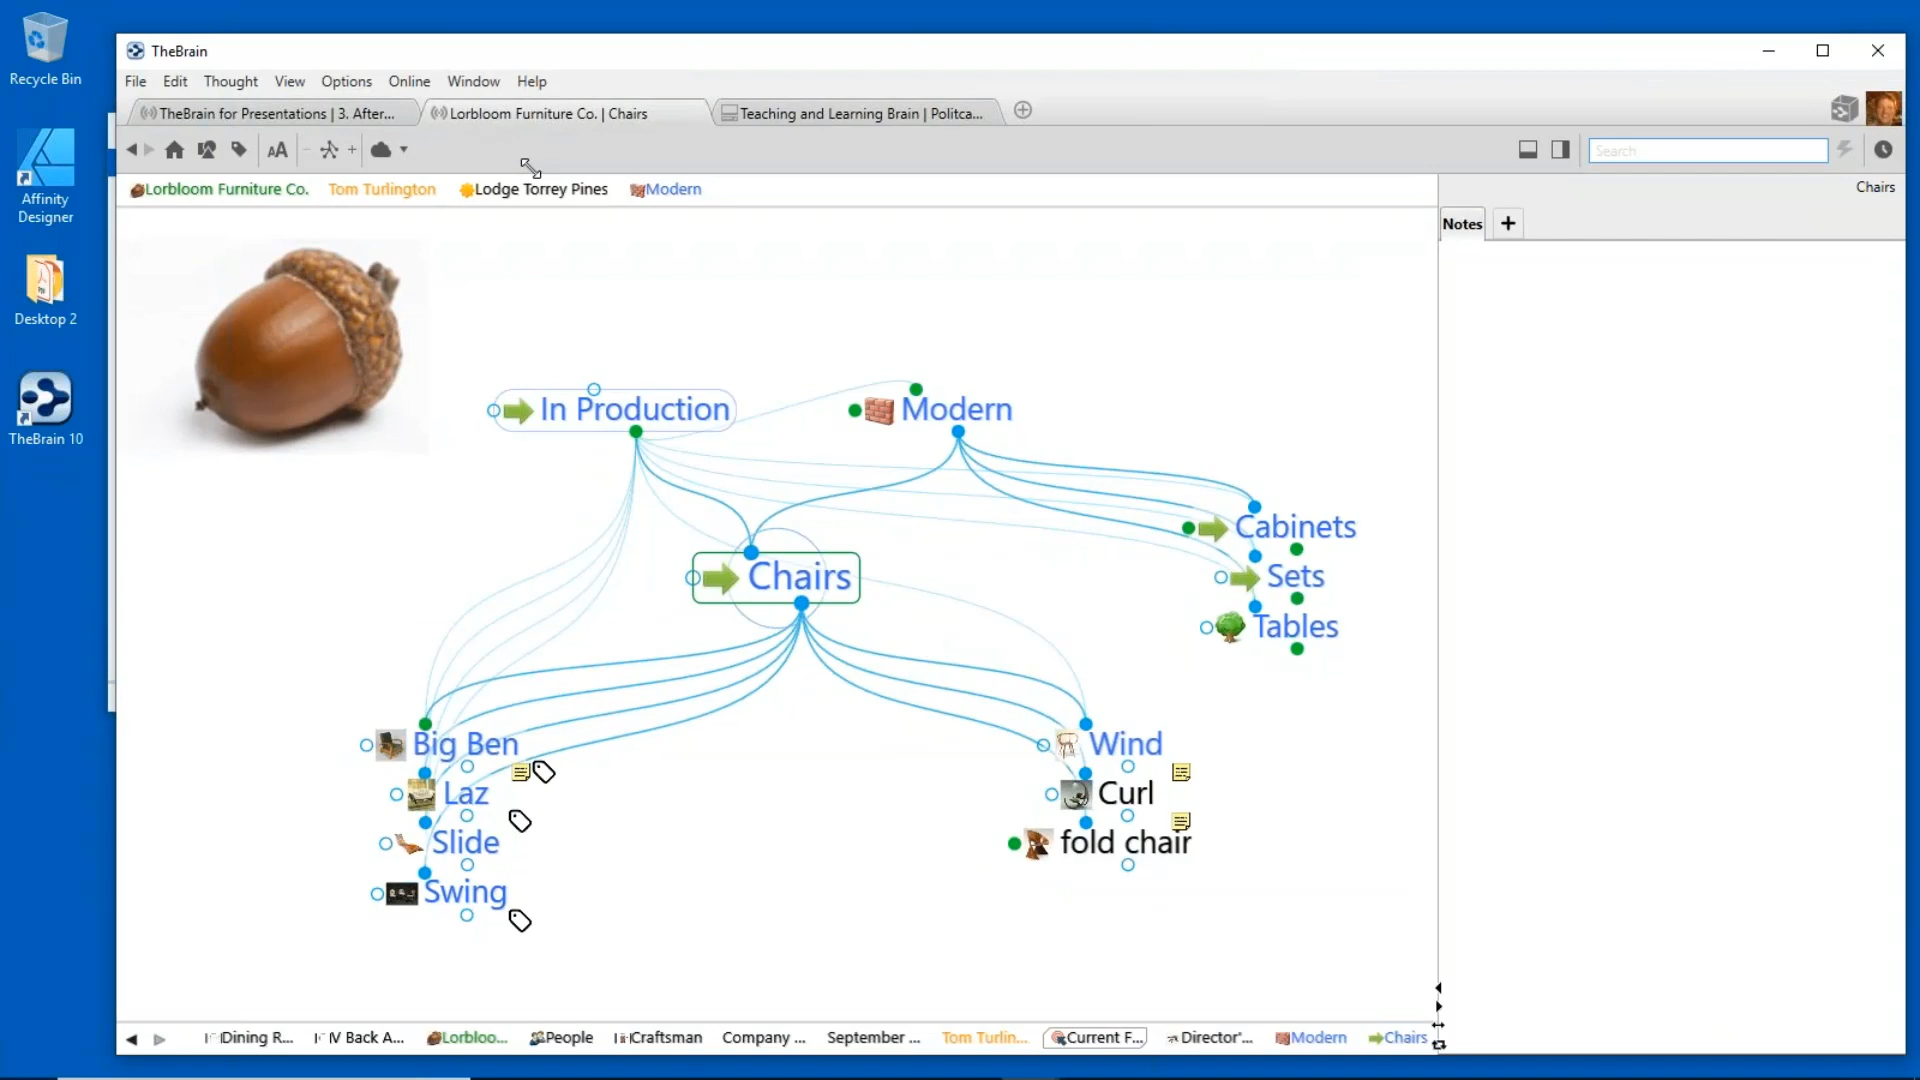 Recycle Bin
Affinity
Designer
Desktop 2
TheBrain 10
TheBrain
File Edit Thought View Options Online Window Help
TheBrain for Presentations | 3. After...
Lorbloom Furniture Co. | Chairs
Teaching and Learning Brain | Politca...
AA
Search
Lorbloom Furniture Co. Tom Turlington Lodge Torrey Pines Modern
Chairs
Notes
In Production
Modern
Cabinets
Chairs
Sets
Tables
Big Ben
Laz
Slide
Swing
Wind
Curl
fold chair
Dining R... IV Back A... Lorbloo... People Craftsman Company ... September ... Tom Turlin... Current F... Director'... Modern Chairs